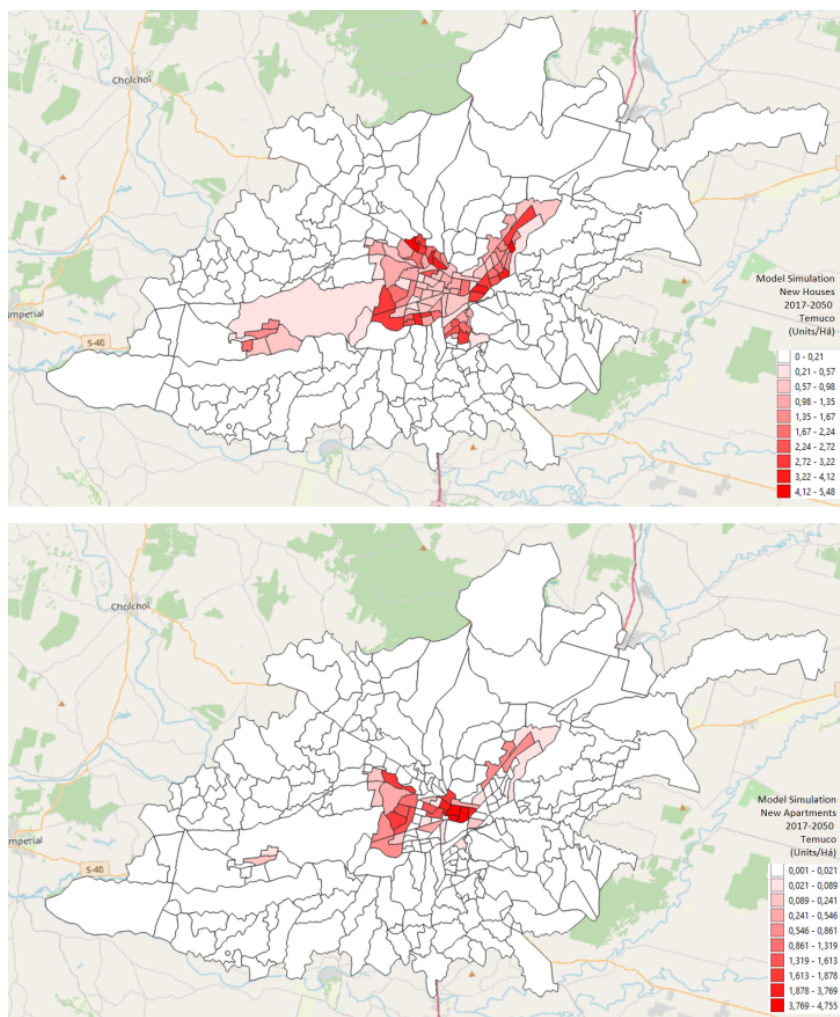 Cholchol
Imperial
S-40
Model Simulation
New Houses
2017-2050
Temuco
(Units/Há)
0 - 0,21
0,21 - 0,57
0,57 - 0,98
0,98 - 1,35
1,35 - 1,67
1,67 - 2,24
2,24 - 2,72
2,72 - 3,22
3,22 - 4,12
4,12 - 5,48
Cholchol
mperial
S-40
Model Simulation
New Apartments
2017-2050
Temuco
(Units/Há)
0,001 - 0,021
0,021 - 0,089
0,089 - 0,241
0,241 - 0,546
0,546 - 0,861
0,861 - 1,319
1,319 - 1,613
1,613 - 1,878
1,878 - 3,769
3,769 - 4,755